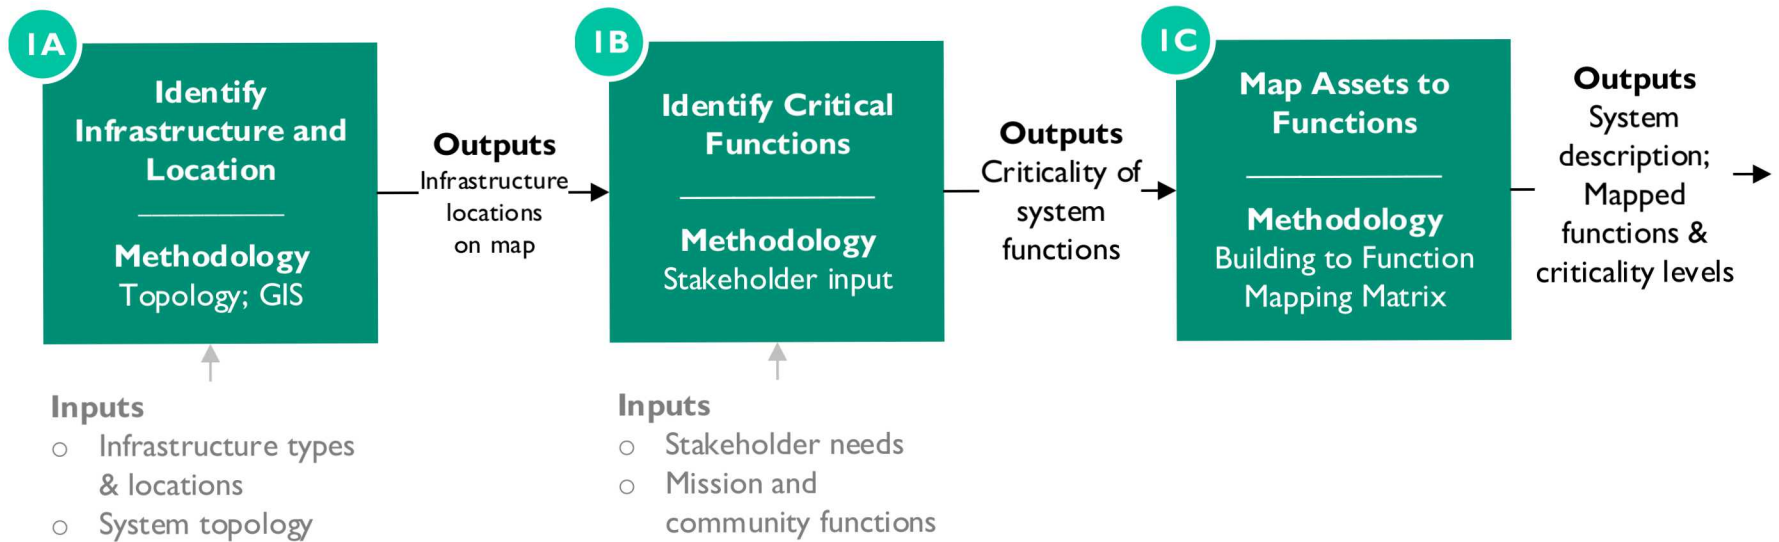 1A
Identify
Infrastructure and
Location
Methodology
Topology; GIS
Inputs
○ Infrastructure types
& locations
○ System topology
Outputs
Infrastructure
locations
on map
1B
Identify Critical
Functions
Methodology
Stakeholder input
Inputs
○ Stakeholder needs
○ Mission and
community functions
Outputs
Criticality of
system
functions
1C
Map Assets to
Functions
Methodology
Building to Function
Mapping Matrix
Outputs
System
description;
Mapped
functions &
criticality levels